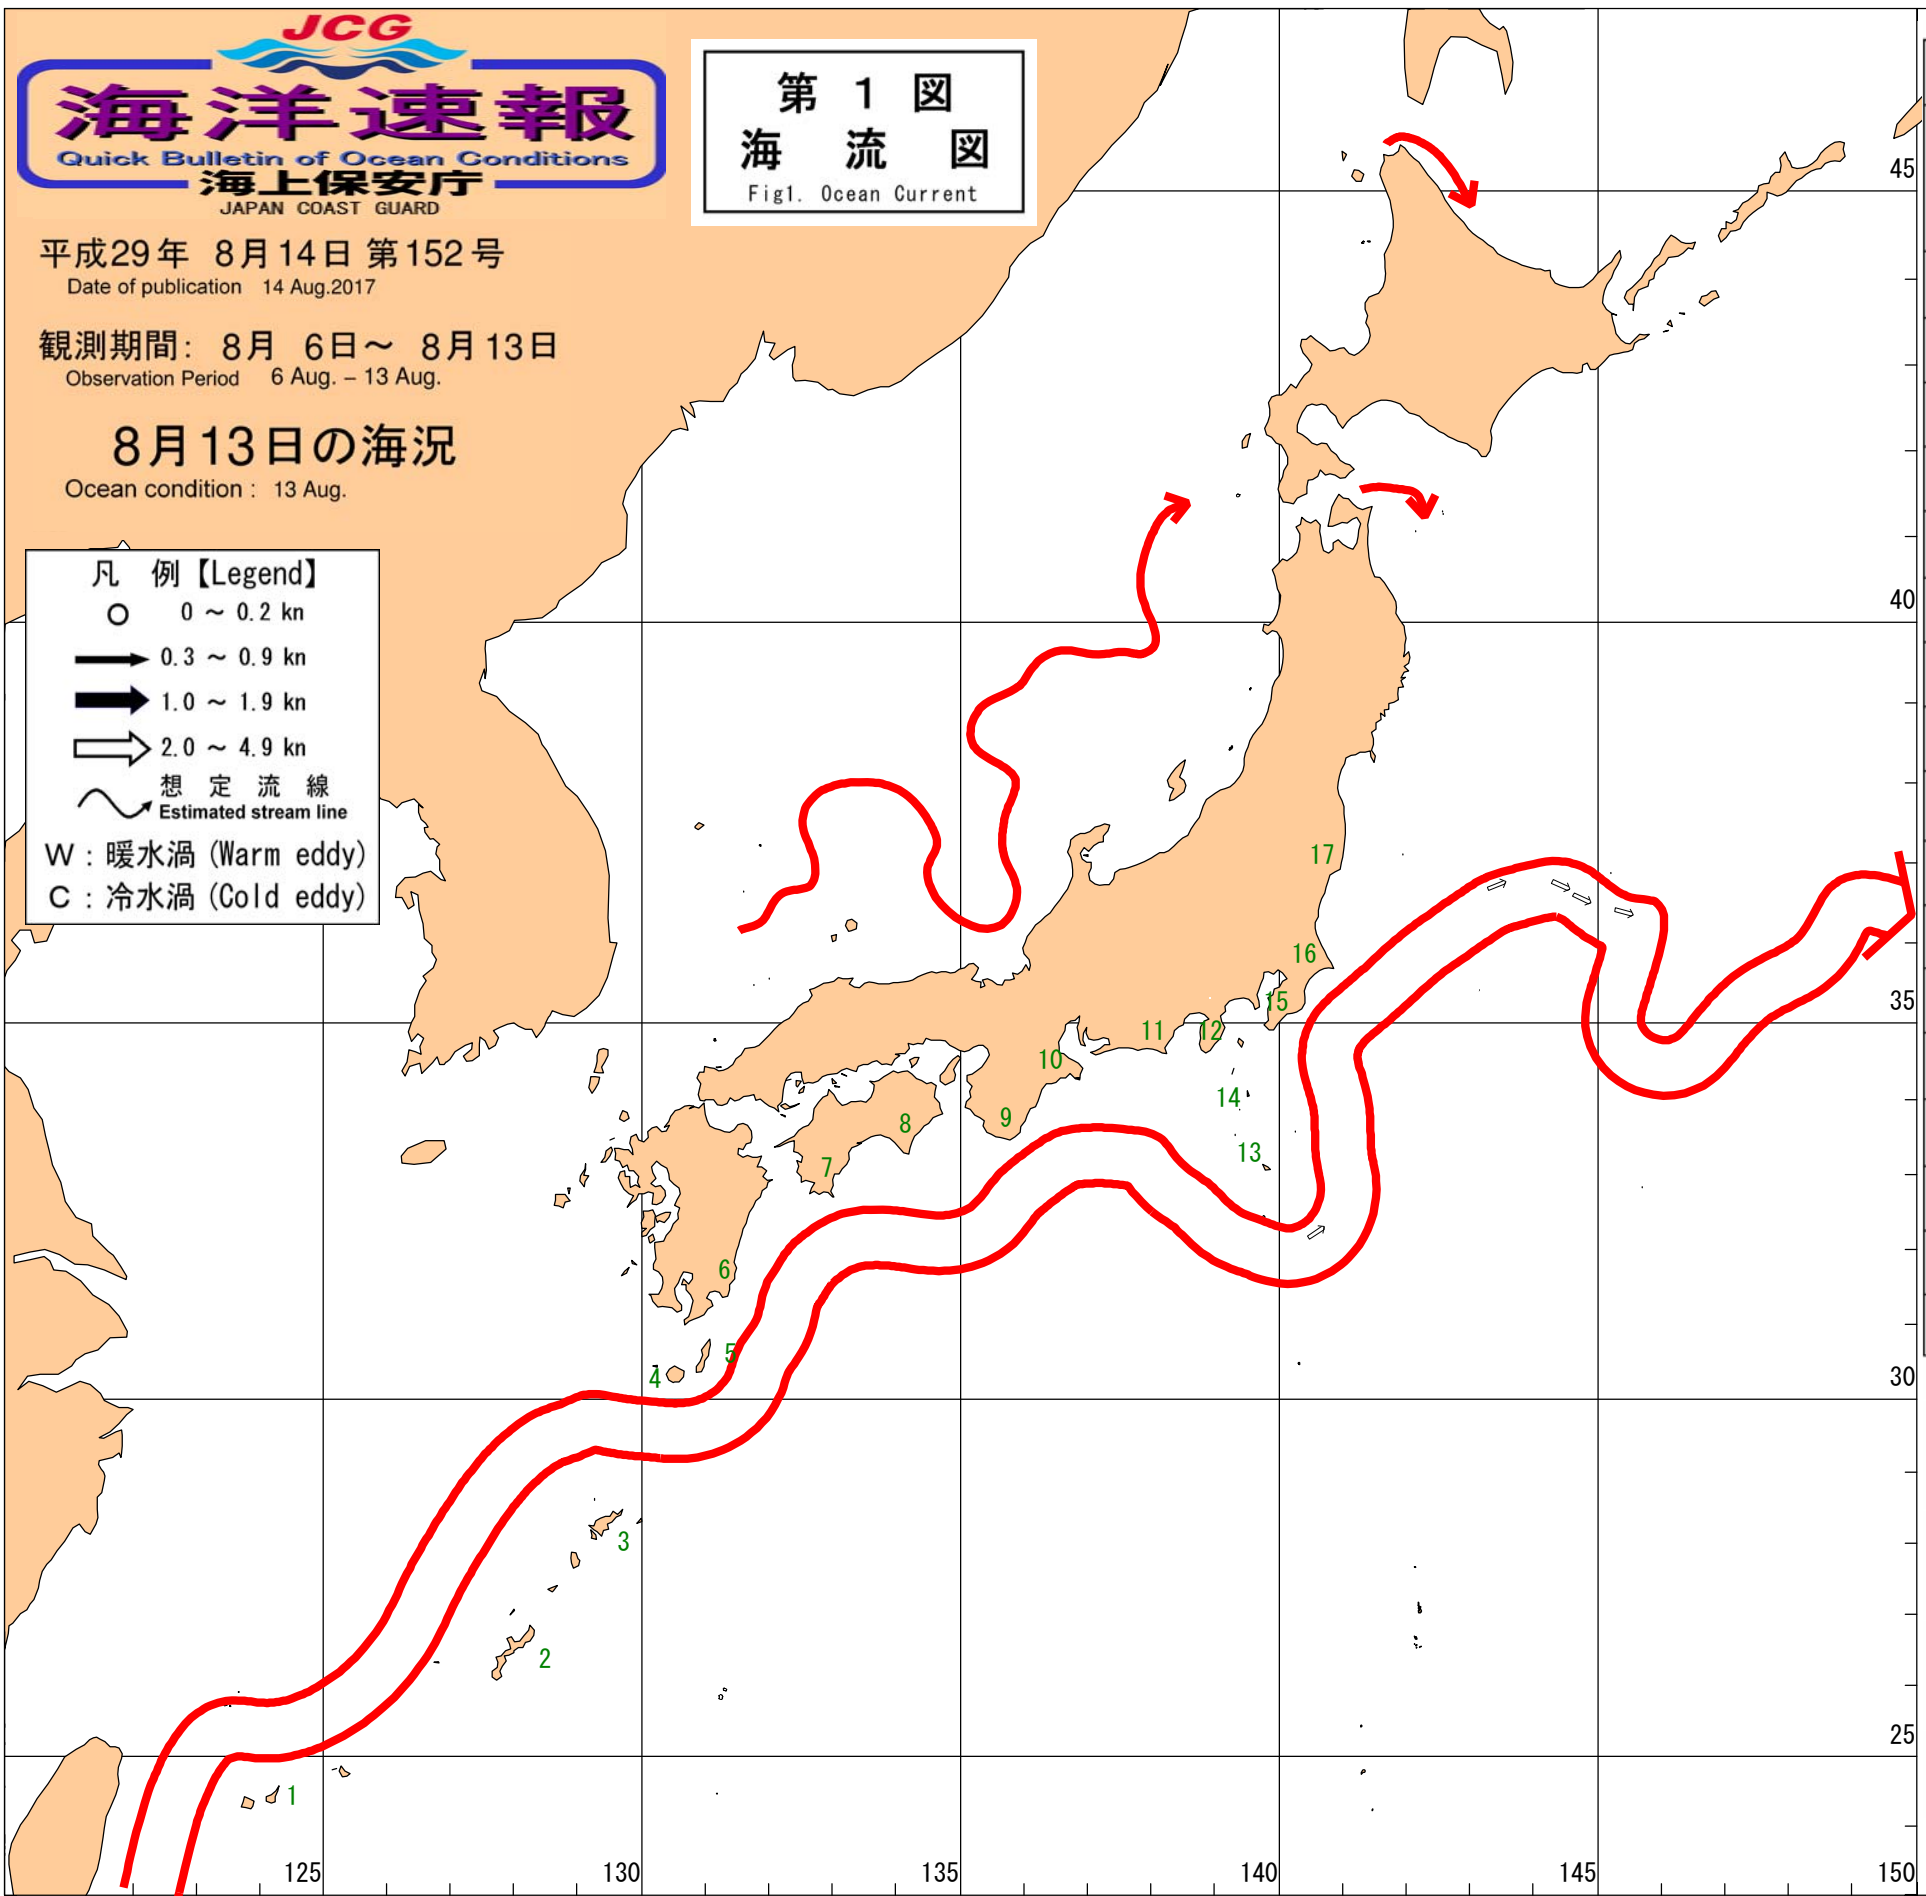 JCG
海洋速報
Quick Bulletin of Ocean Conditions
海上保安庁
JAPAN COAST GUARD
第 1 図
海 流 図
Fig1. Ocean Current
平成29年 8月14日 第152号
Date of publication 14 Aug.2017
観測期間: 8月 6日～ 8月13日
Observation Period 6 Aug. – 13 Aug.
8月13日の海況
Ocean condition : 13 Aug.
凡 例【Legend】
0 ～ 0.2 kn
0.3 ～ 0.9 kn
1.0 ～ 1.9 kn
2.0 ～ 4.9 kn
想 定 流 線
Estimated stream line
W : 暖水渦 (Warm eddy)
C : 冷水渦 (Cold eddy)
45
40
17
16
35
15
12
11
10
14
9
8
13
7
6
5
4
30
3
2
25
1
125
130
135
140
145
150